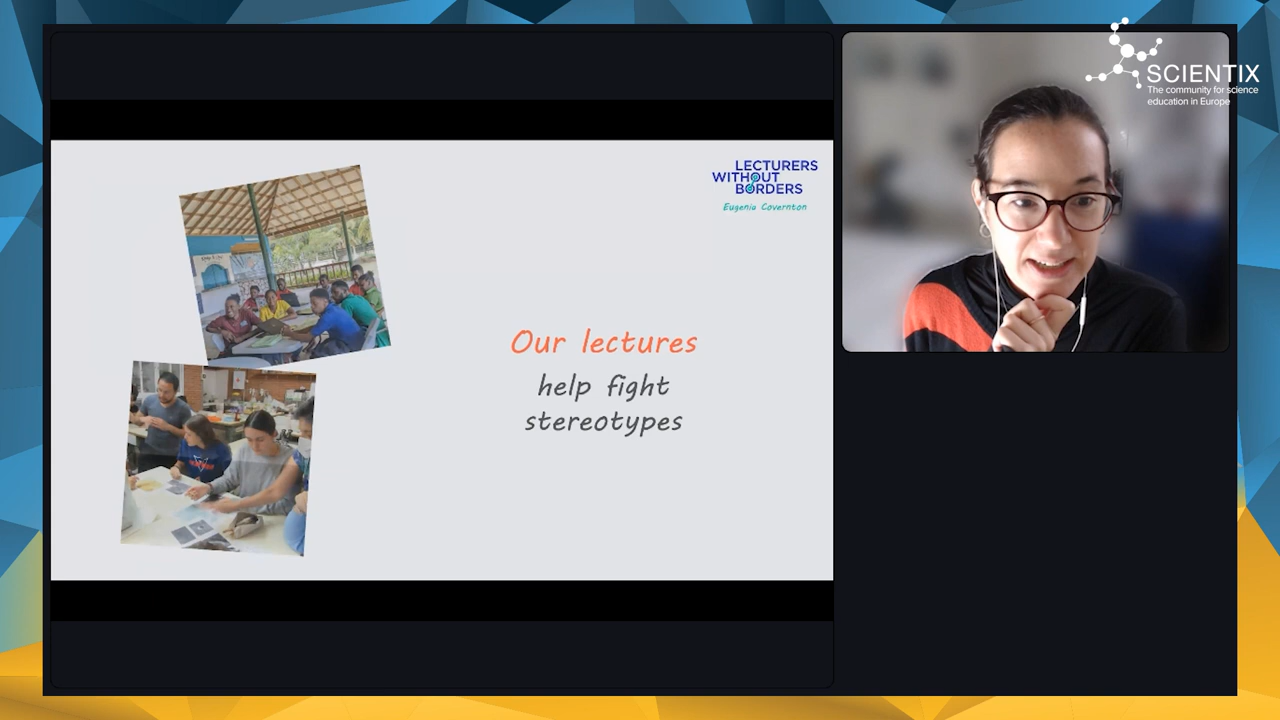 SCIENTIX
The community for science
education in Europe
LECTURERS
WITHOUT
BORDERS
Eugenia Covernton
Our lectures
help fight
stereotypes